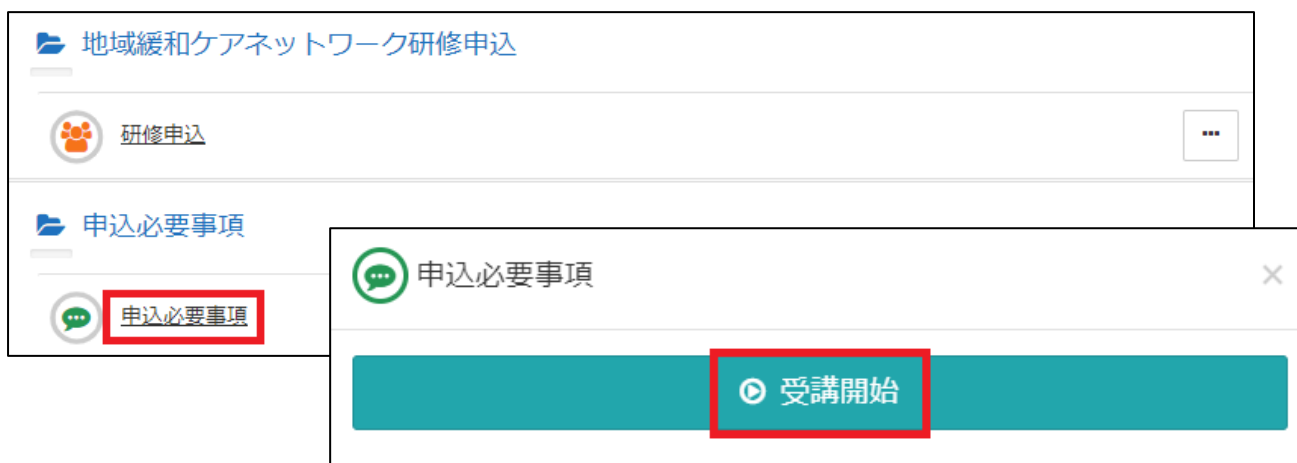 地域緩和ケアネットワーク研修申込
研修申込
申込必要事項
申込必要事項
申込必要事項
受講開始